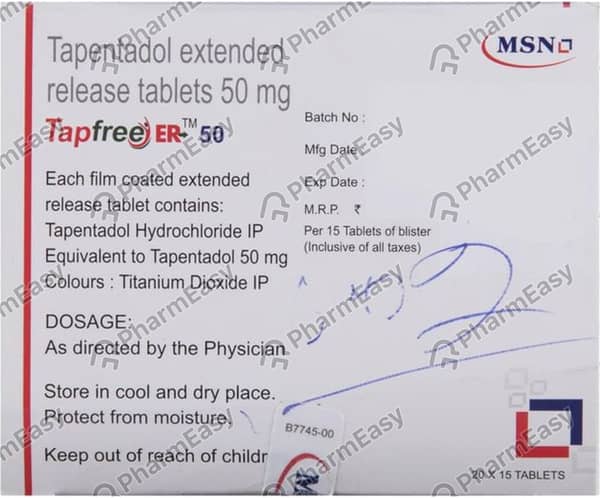 Tapentadol extended
release tablets 50 mg
Tapfree ER™ 50
Each film coated extended
release tablet contains:
Tapentadol Hydrochloride IP
Equivalent to Tapentadol 50 mg
Colours : Titanium Dioxide IP
DOSAGE:
As directed by the Physician
Store in cool and dry place.
Protect from moisture.
Keep out of reach of childr
MSN
Batch No :
Mfg Date :
Exp Date :
M.R.P. ₹
Per 15 Tablets of blister
(Inclusive of all taxes)
B7745-00
M
20 X 15 TABLETS
PharmEasy